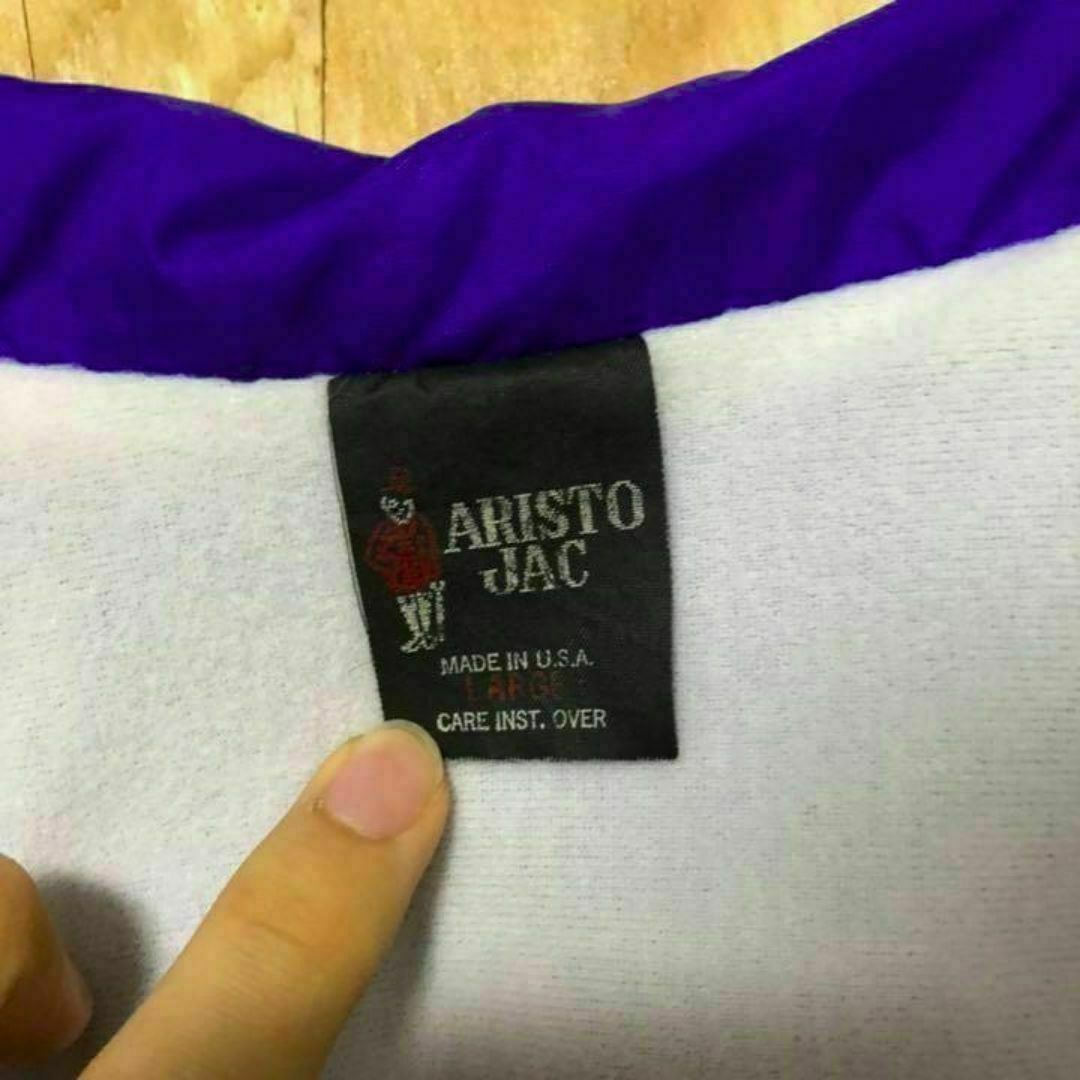 ARISTO
JAC
MADE IN U.S.A.
LARGE
CARE INST. OVER